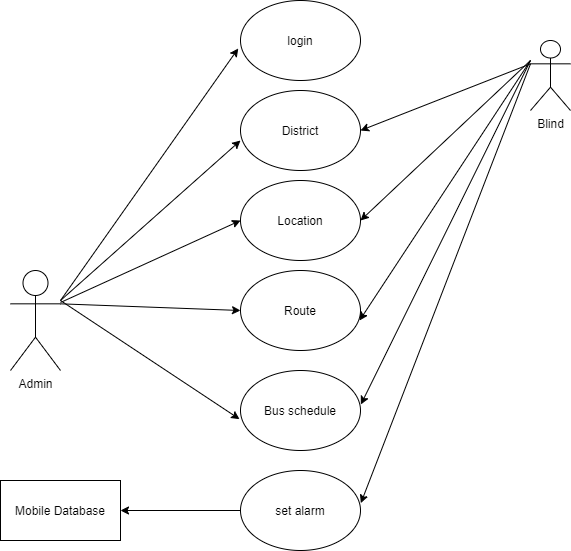 login
District
Blind
Location
Route
Admin
Bus schedule
Mobile Database
set alarm